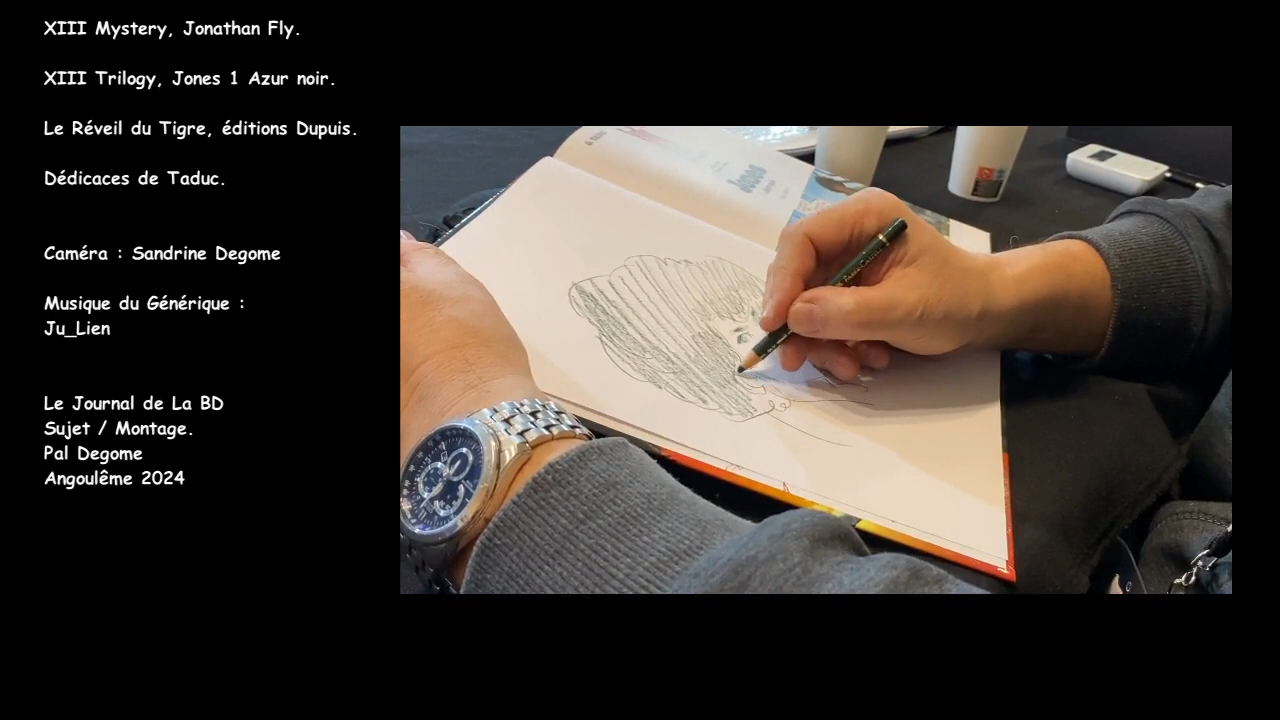 XIII Mystery, Jonathan Fly.
XIII Trilogy, Jones 1 Azur noir.
Le Réveil du Tigre, éditions Dupuis.
Dédicaces de Taduc.
Caméra : Sandrine Degome
Musique du Générique :
Ju_Lien
Le Journal de La BD
Sujet / Montage.
Pal Degome
Angoulême 2024
Jones